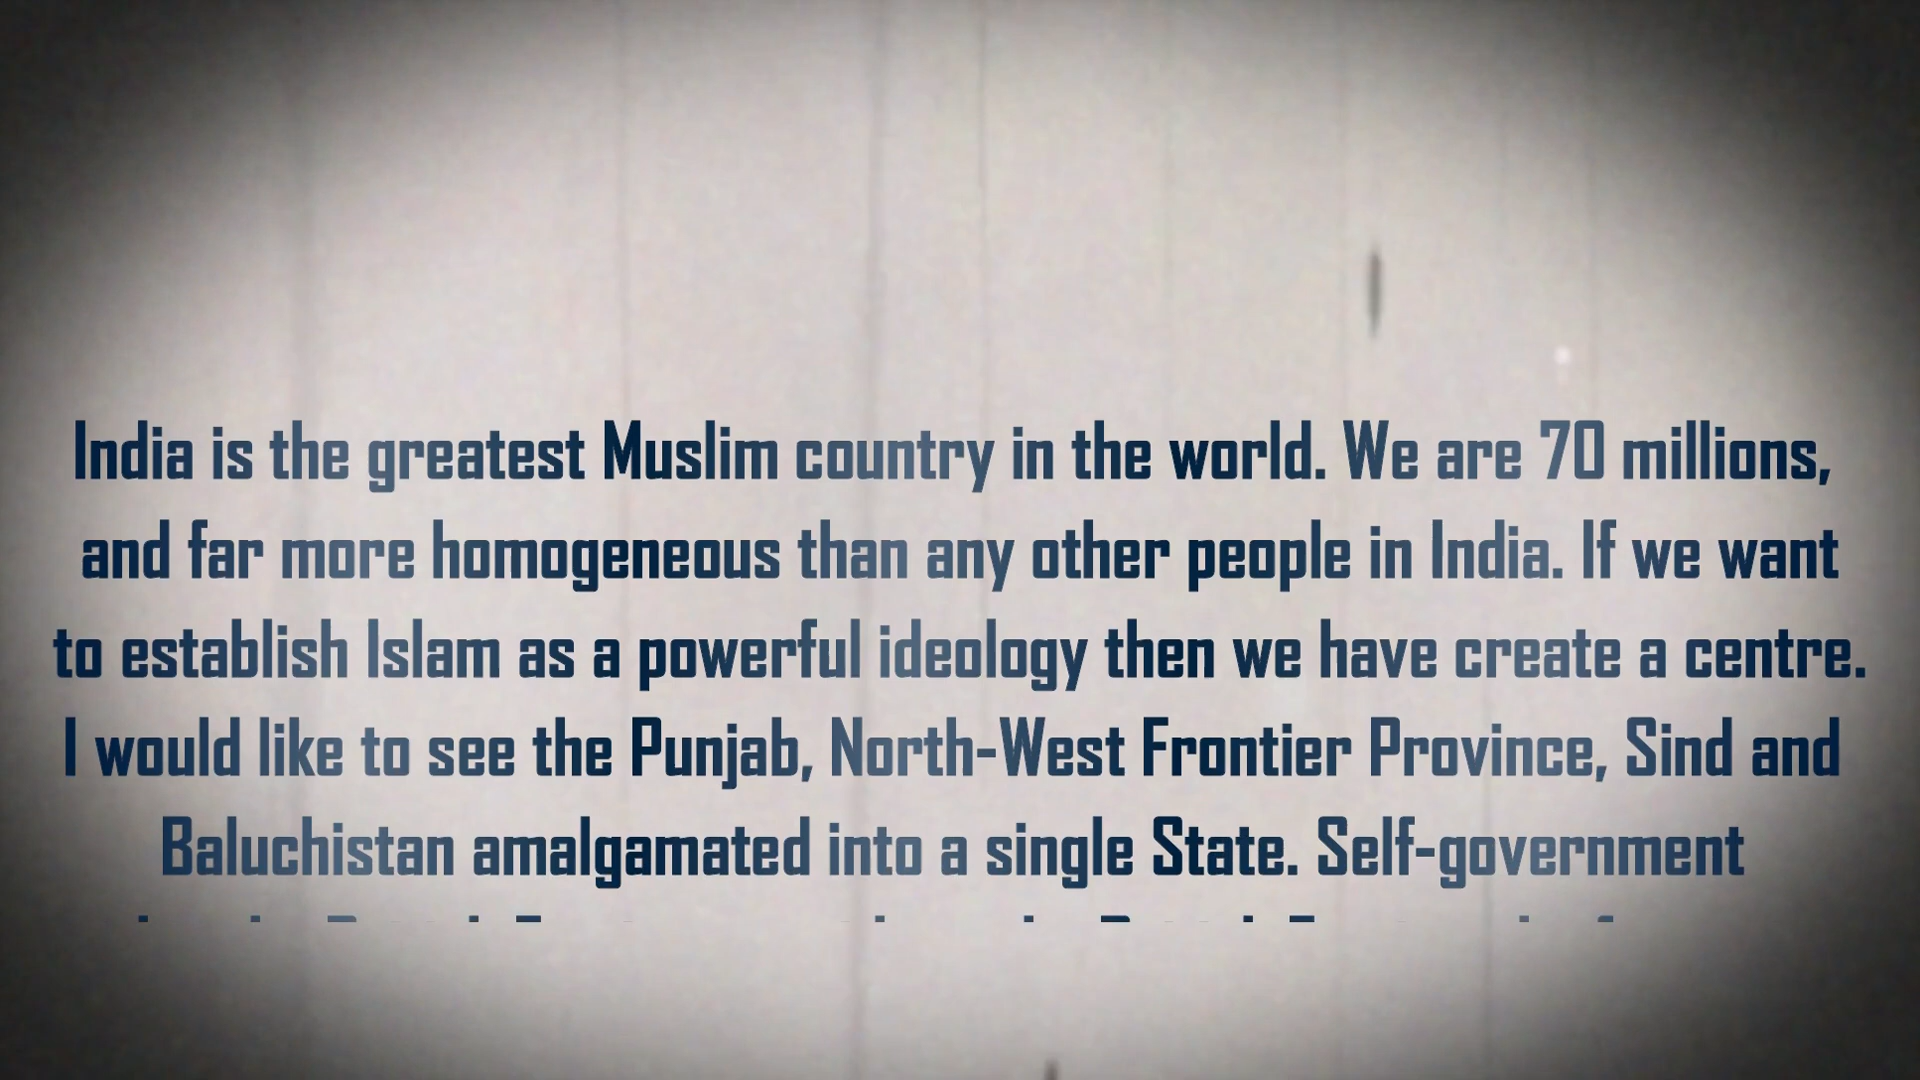 India is the greatest Muslim country in the world. We are 70 millions,
and far more homogeneous than any other people in India. If we want
to establish Islam as a powerful ideology then we have create a centre.
I would like to see the Punjab, North-West Frontier Province, Sind and
Baluchistan amalgamated into a single State. Self-government